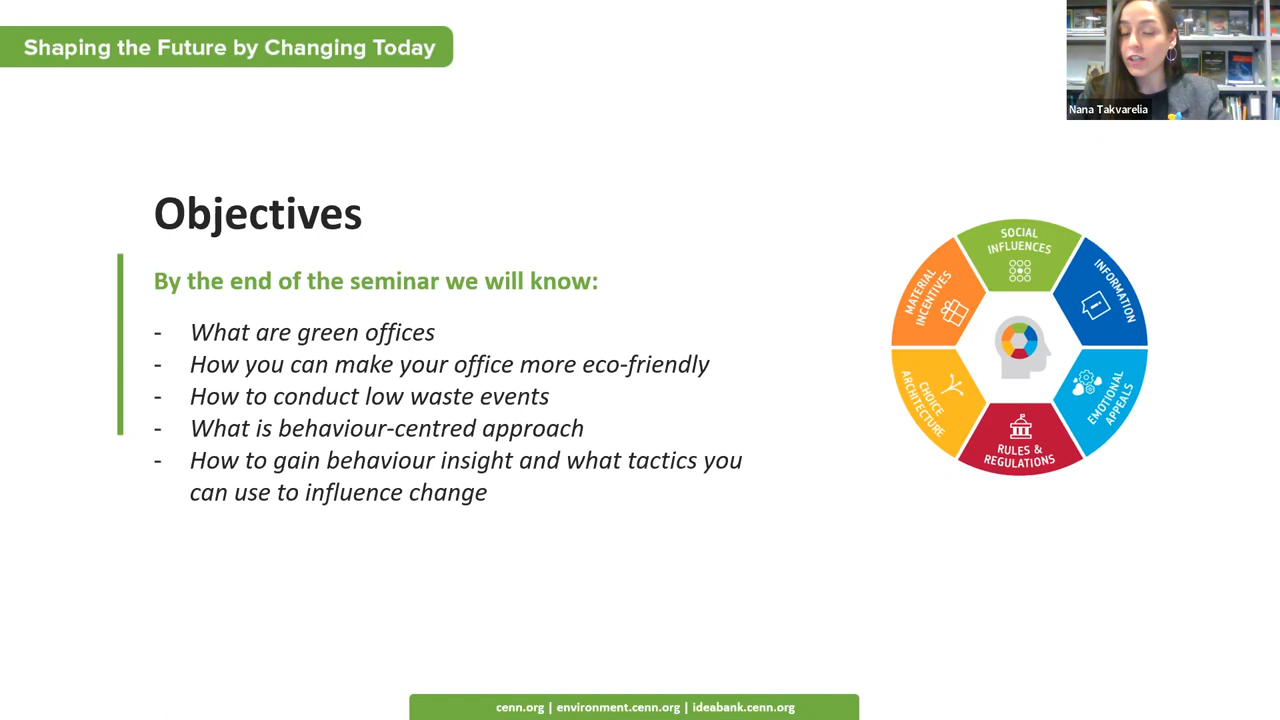 Shaping the Future by Changing Today
Nana Takvarelia
Objectives
By the end of the seminar we will know:
- What are green offices
- How you can make your office more eco-friendly
- How to conduct low waste events
- What is behaviour-centred approach
- How to gain behaviour insight and what tactics you
can use to influence change
SOCIAL
INFLUENCES
INFORMATION
EMOTIONAL
APPEALS
RULES &
REGULATIONS
CHOICE
ARCHITECTURE
MATERIAL
INCENTIVES
cenn.org | environment.cenn.org | ideabank.cenn.org